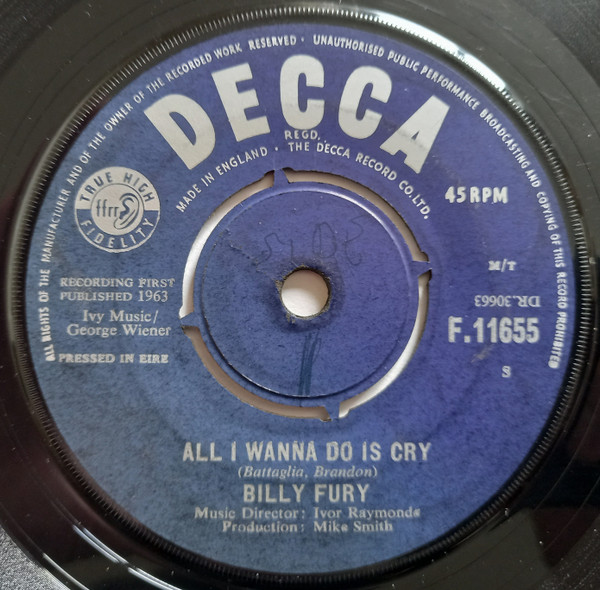 ALL RIGHTS OF THE MANUFACTURER AND OF THE OWNER OF THE RECORDED WORK RESERVED · UNAUTHORISED PUBLIC PERFORMANCE BROADCASTING AND COPYING OF THIS RECORD PROHIBITED
DECCA
REGD.
MADE IN ENGLAND · THE DECCA RECORD CO. LTD.
TRUE HIGH
ffrr
FIDELITY
45 RPM
M/T
RECORDING FIRST
PUBLISHED 1963
DR.30663
Ivy Music/
George Wiener
F.11655
PRESSED IN EIRE
S
ALL I WANNA DO IS CRY
(Battaglia, Brandon)
BILLY FURY
Music Director: Ivor Raymonde
Production: Mike Smith